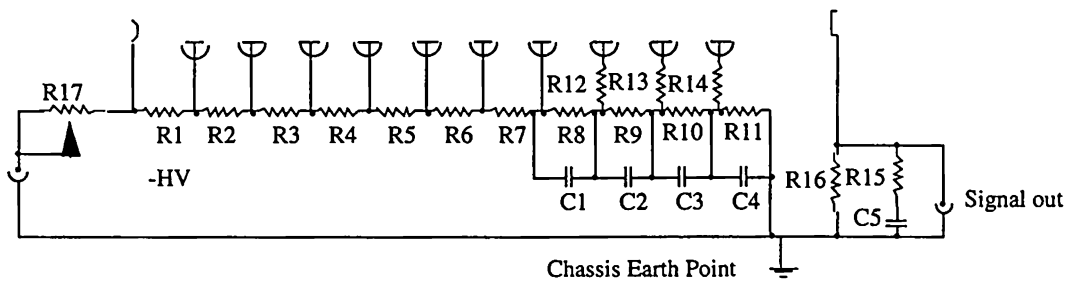 R17
R12 R13 R14
R1 R2 R3 R4 R5 R6 R7 R8 R9 R10 R11
-HV
R16 R15
C1 C2 C3 C4
Signal out
C5
Chassis Earth Point